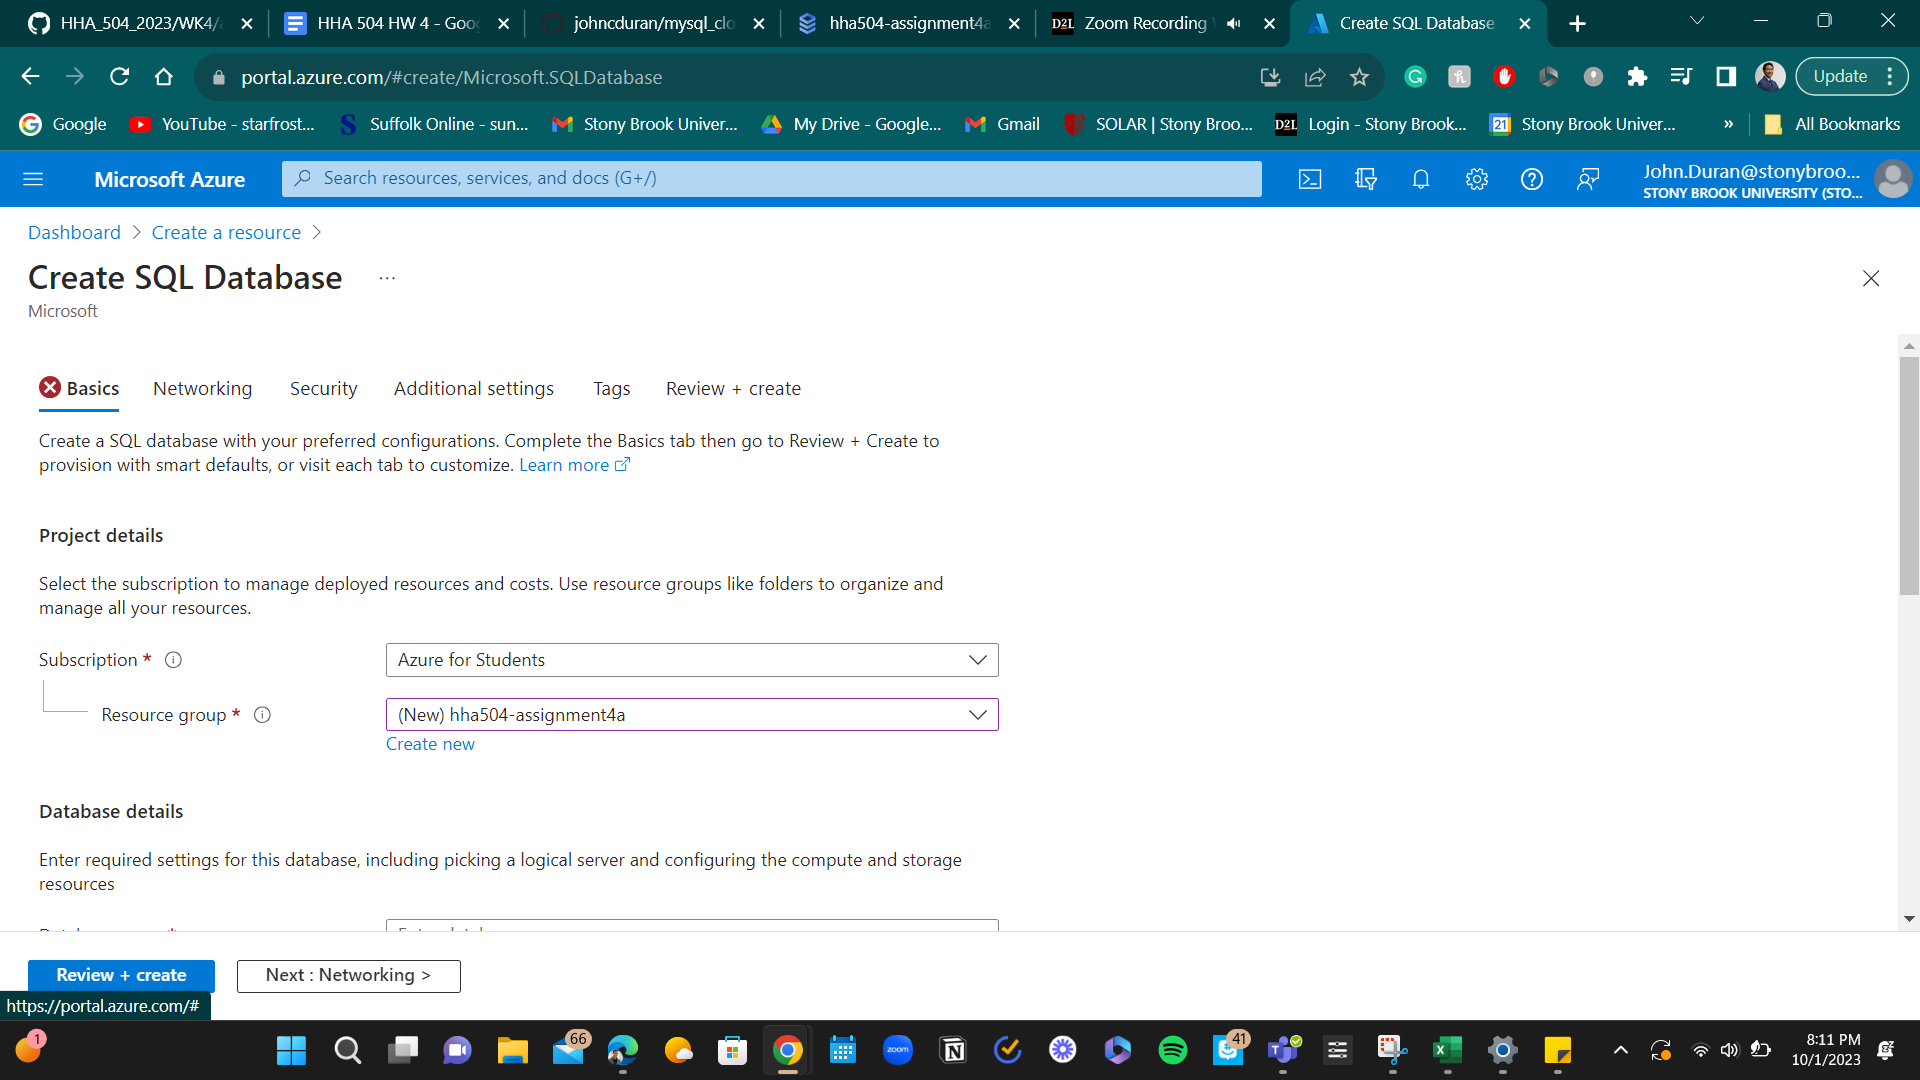 HHA_504_2023/WK4/
HHA 504 HW 4 - Goo
johncduran/mysql_clo
hha504-assignment4a
Zoom Recording
Create SQL Database
portal.azure.com/#create/Microsoft.SQLDatabase
Update
Google
YouTube - starfrost...
Suffolk Online - sun...
Stony Brook Univer...
My Drive - Google...
Gmail
SOLAR | Stony Broo...
Login - Stony Brook...
Stony Brook Univer...
»
All Bookmarks
Microsoft Azure
Search resources, services, and docs (G+/)
John.Duran@stonybroo...
STONY BROOK UNIVERSITY (STO...
Dashboard > Create a resource >
Create SQL Database ...
Microsoft
Basics
Networking
Security
Additional settings
Tags
Review + create
Create a SQL database with your preferred configurations. Complete the Basics tab then go to Review + Create to
provision with smart defaults, or visit each tab to customize. Learn more
Project details
Select the subscription to manage deployed resources and costs. Use resource groups like folders to organize and
manage all your resources.
Subscription *
Azure for Students
Resource group *
(New) hha504-assignment4a
Create new
Database details
Enter required settings for this database, including picking a logical server and configuring the compute and storage
resources
Review + create
Next : Networking >
https://portal.azure.com/#
1
66
zoom
41
8:11 PM
10/1/2023